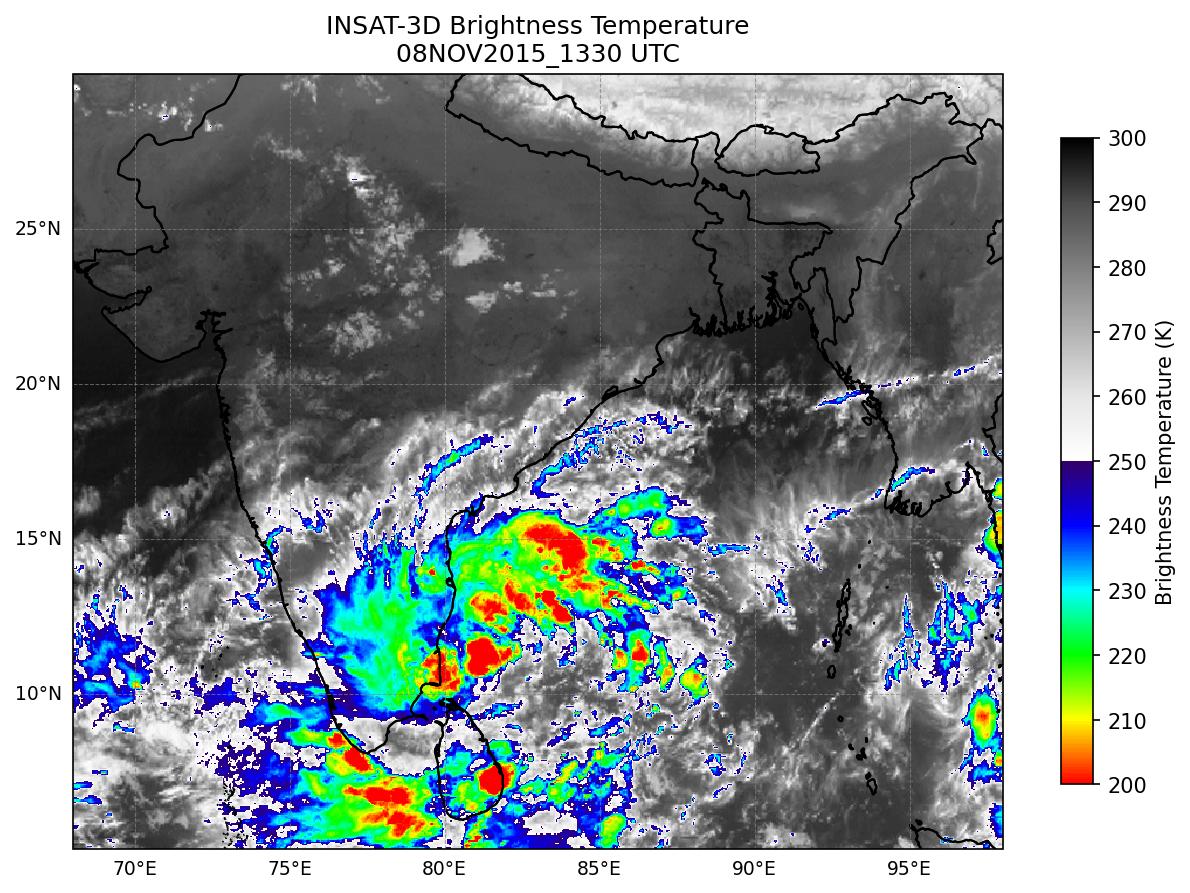 INSAT-3D Brightness Temperature
08NOV2015_1330 UTC
25°N
20°N
15°N
10°N
70°E
75°E
80°E
85°E
90°E
95°E
300
290
280
270
260
250
240
230
220
210
200
Brightness Temperature (K)